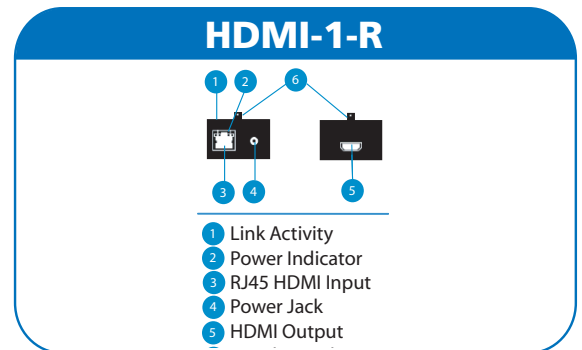 HDMI-1-R
1 2 6
3 4 5
1 Link Activity
2 Power Indicator
3 RJ45 HDMI Input
4 Power Jack
5 HDMI Output